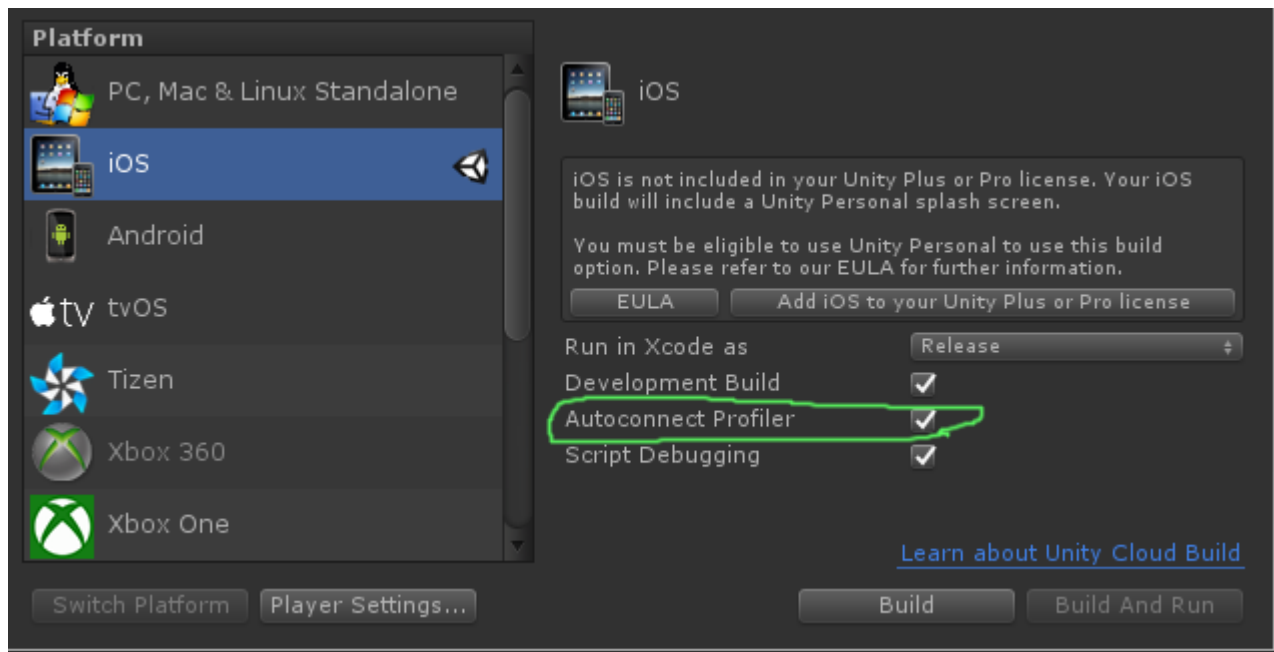 Platform
PC, Mac & Linux Standalone
iOS
Android
tv tvOS
Tizen
Xbox 360
Xbox One
Switch Platform
Player Settings...
iOS
iOS is not included in your Unity Plus or Pro license. Your iOS
build will include a Unity Personal splash screen.
You must be eligible to use Unity Personal to use this build
option. Please refer to our EULA for further information.
EULA
Add iOS to your Unity Plus or Pro license
Run in Xcode as
Release
Development Build
Autoconnect Profiler
Script Debugging
Learn about Unity Cloud Build
Build
Build And Run